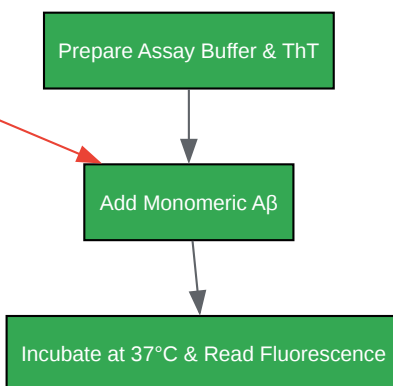 Prepare Assay Buffer & ThT
Add Monomeric Aβ
Incubate at 37°C & Read Fluorescence